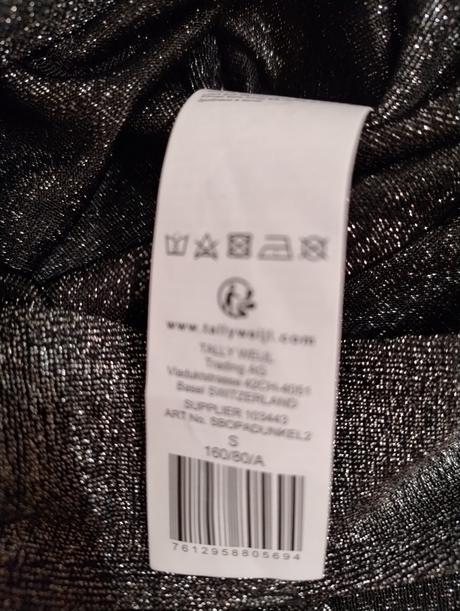 www.tallyweijl.com
TALLY WEiJL
Trading AG
Viaduktstrasse 42CH-4051
Basel SWITZERLAND
SUPPLIER 103443
ART No. SBOPADUNKEL2
S
160/80/A
7612958805694